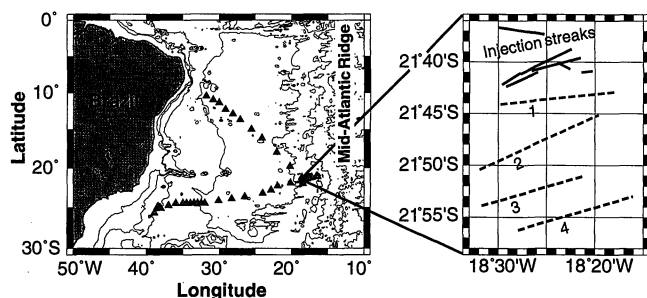 0°
10°
20°
30°S
50°W
40°
30°
20°
10°
Latitude
Longitude
Brazil
Mid-Atlantic Ridge
Injection streaks
21°40'S
21°45'S
21°50'S
21°55'S
18°30'W
18°20'W
1
2
3
4